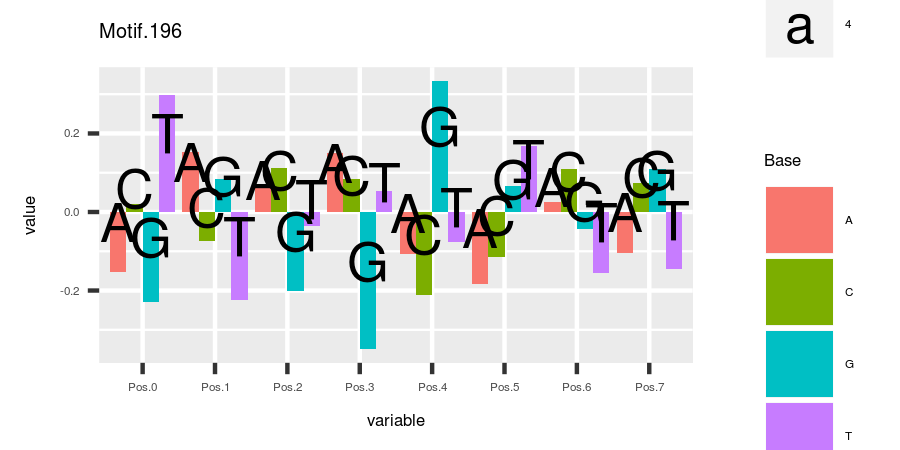 Motif.196
a 4
value
0.2
0.0
-0.2
A C G T A C G T A C G T A C G T A C G T A C G T A C G T A C G T
Pos.0 Pos.1 Pos.2 Pos.3 Pos.4 Pos.5 Pos.6 Pos.7
variable
Base
A
C
G
T